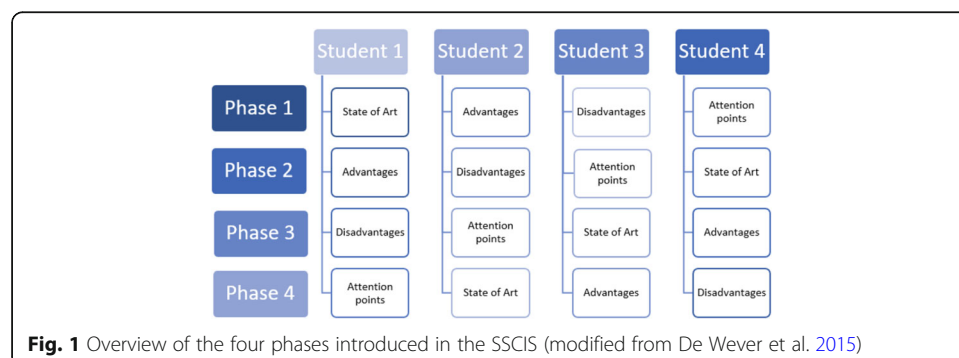 Student 1 Student 2 Student 3 Student 4
Phase 1 State of Art Advantages Disadvantages Attention points
Phase 2 Advantages Disadvantages Attention points State of Art
Phase 3 Disadvantages Attention points State of Art Advantages
Phase 4 Attention points State of Art Advantages Disadvantages
Fig. 1 Overview of the four phases introduced in the SSCIS (modified from De Wever et al. 2015)